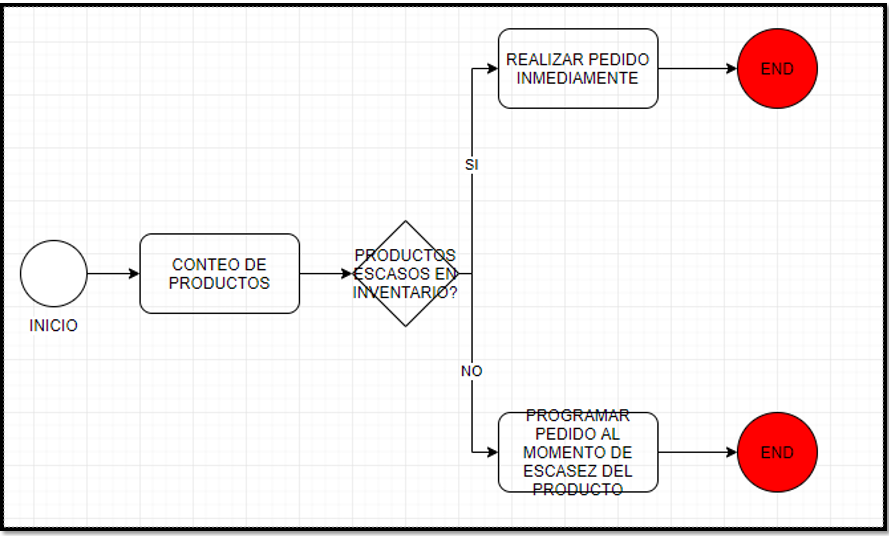 INICIO
CONTEO DE
PRODUCTOS
PRODUCTOS
ESCASOS EN
INVENTARIO?
SI
REALIZAR PEDIDO
INMEDIAMENTE
END
NO
PROGRAMAR
PEDIDO AL
MOMENTO DE
ESCASEZ DEL
PRODUCTO
END